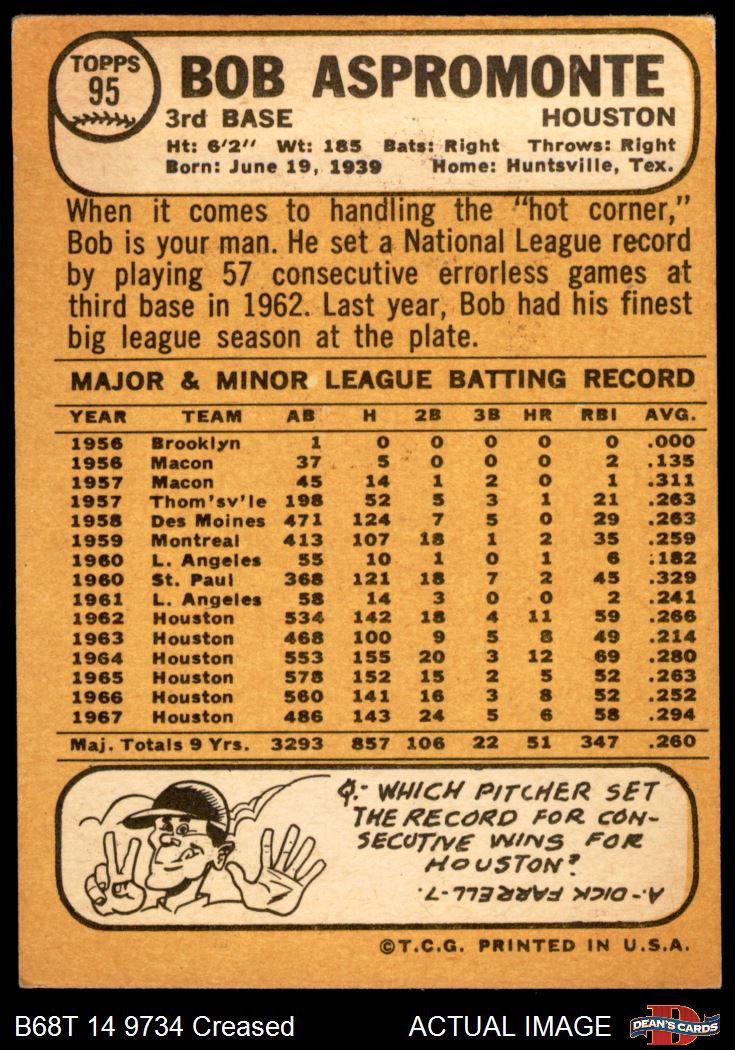 TOPPS
95
BOB ASPROMONTE
3rd BASE HOUSTON
Ht: 6'2" Wt: 185 Bats: Right Throws: Right
Born: June 19, 1939 Home: Huntsville, Tex.
When it comes to handling the "hot corner,"
Bob is your man. He set a National League record
by playing 57 consecutive errorless games at
third base in 1962. Last year, Bob had his finest
big league season at the plate.
MAJOR & MINOR LEAGUE BATTING RECORD
YEAR TEAM AB H 2B 3B HR RBI AVG.
1956 Brooklyn 1 0 0 0 0 0 .000
1956 Macon 37 5 0 0 0 2 .135
1957 Macon 45 14 1 2 0 1 .311
1957 Thom'sv'le 198 52 5 3 1 21 .263
1958 Des Moines 471 124 7 5 0 29 .263
1959 Montreal 413 107 18 1 2 35 .259
1960 L. Angeles 55 10 1 0 1 6 .182
1960 St. Paul 368 121 18 7 2 45 .329
1961 L. Angeles 58 14 3 0 0 2 .241
1962 Houston 534 142 18 4 11 59 .266
1963 Houston 468 100 9 5 8 49 .214
1964 Houston 553 155 20 3 12 69 .280
1965 Houston 578 152 15 2 5 52 .263
1966 Houston 560 141 16 3 8 52 .252
1967 Houston 486 143 24 5 6 58 .294
Maj. Totals 9 Yrs. 3293 857 106 22 51 347 .260
Q.- WHICH PITCHER SET
THE RECORD FOR CON-
SECUTIVE WINS FOR
HOUSTON?
A.- DICK FARRELL-7.
©T.C.G. PRINTED IN U.S.A.
B68T 14 9734 Creased ACTUAL IMAGE
DEAN'S CARDS